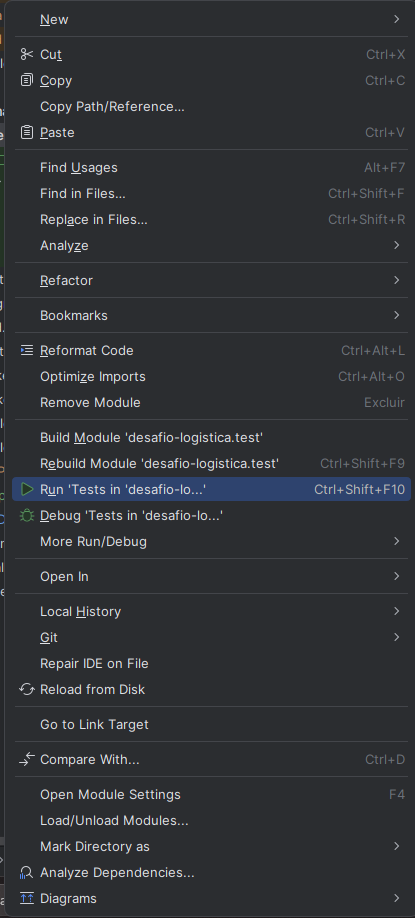 New
Cut Ctrl+X
Copy Ctrl+C
Copy Path/Reference...
Paste Ctrl+V
Find Usages Alt+F7
Find in Files... Ctrl+Shift+F
Replace in Files... Ctrl+Shift+R
Analyze
Refactor
Bookmarks
Reformat Code Ctrl+Alt+L
Optimize Imports Ctrl+Alt+O
Remove Module Excluir
Build Module 'desafio-logistica.test'
Rebuild Module 'desafio-logistica.test' Ctrl+Shift+F9
Run 'Tests in 'desafio-lo...' Ctrl+Shift+F10
Debug 'Tests in 'desafio-lo...'
More Run/Debug
Open In
Local History
Git
Repair IDE on File
Reload from Disk
Go to Link Target
Compare With... Ctrl+D
Open Module Settings F4
Load/Unload Modules...
Mark Directory as
Analyze Dependencies...
Diagrams